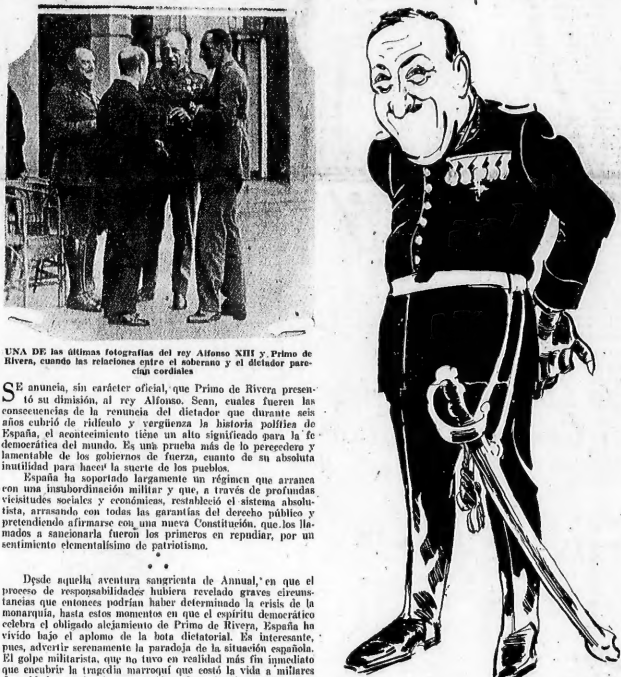 UNA DE las últimas fotografías del rey Alfonso XIII y Primo de
Rivera, cuando las relaciones entre el soberano y el dictador pare-
cían cordiales
SE anuncia, sin carácter oficial, que Primo de Rivera presen-
tó su dimisión, al rey Alfonso. Sean, cuales fueren las
consecuencias de la renuncia del dictador que durante seis
años cubrió de ridículo y vergüenza la historia política de
España, el acontecimiento tiene un alto significado para la fe
democrática del mundo. Es una prueba más de lo perecedero y
lamentable de los gobiernos de fuerza, cuanto de su absoluta
inutilidad para hacer la suerte de los pueblos.
España ha soportado largamente un régimen que arranca
con una insubordinación militar y que, a través de profundas
vicisitudes sociales y económicas, restableció el sistema absolu-
tista, arrasando con todas las garantías del derecho público y
pretendiendo afirmarse con una nueva Constitución, que los lla-
mados a sancionarla fueron los primeros en repudiar, por un
sentimiento elementalísimo de patriotismo.
Desde aquella aventura sangrienta de Annual, en que el
proceso de responsabilidades hubiera revelado graves circuns-
tancias que entonces podrían haber determinado la crisis de la
monarquía, hasta estos momentos en que el espíritu democrático
celebra el obligado alejamiento de Primo de Rivera, España ha
vivido bajo el aplomo de la bota dictatorial. Es interesante,
pues, advertir serenamente la paradoja de la situación española.
El golpe militarista, que no tuvo en realidad más fin inmediato
que encubrir la tragedia marroquí que costó la vida a millares